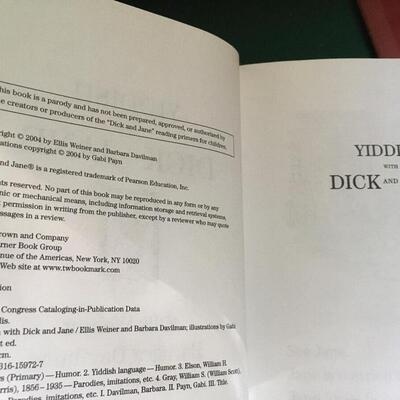 his book is a parody and has not been prepared, approved, or authorized by
e creators or producers of the "Dick and Jane" reading primers for children.
yright © 2004 by Ellis Weiner and Barbara Davilman
ations copyright © 2004 by Gabi Payn
nd Jane® is a registered trademark of Pearson Education, Inc.
hts reserved. No part of this book may be reproduced in any form or by
nic or mechanical means, including information storage and retrieval systems,
t permission in writing from the publisher, except by a reviewer who may quote
ssages in a review.
rown and Company
rner Book Group
enue of the Americas, New York, NY 10020
Web site at www.twbookmark.com
tion
Congress Cataloging-in-Publication Data
lis.
n with Dick and Jane / Ellis Weiner and Barbara Davilman; illustrations by Gabi
t ed.
cm.
316-15972-7
s (Primary)—Humor. 2. Yiddish language—Humor. 3. Elson, William H.
rris), 1856–1935—Parodies, imitations, etc. 4. Gray, William S. (William Scott),
Parodies, imitations, etc. I. Davilman, Barbara. II. Payn, Gabi. III. Title.
YIDDI
WITH
DICK AND